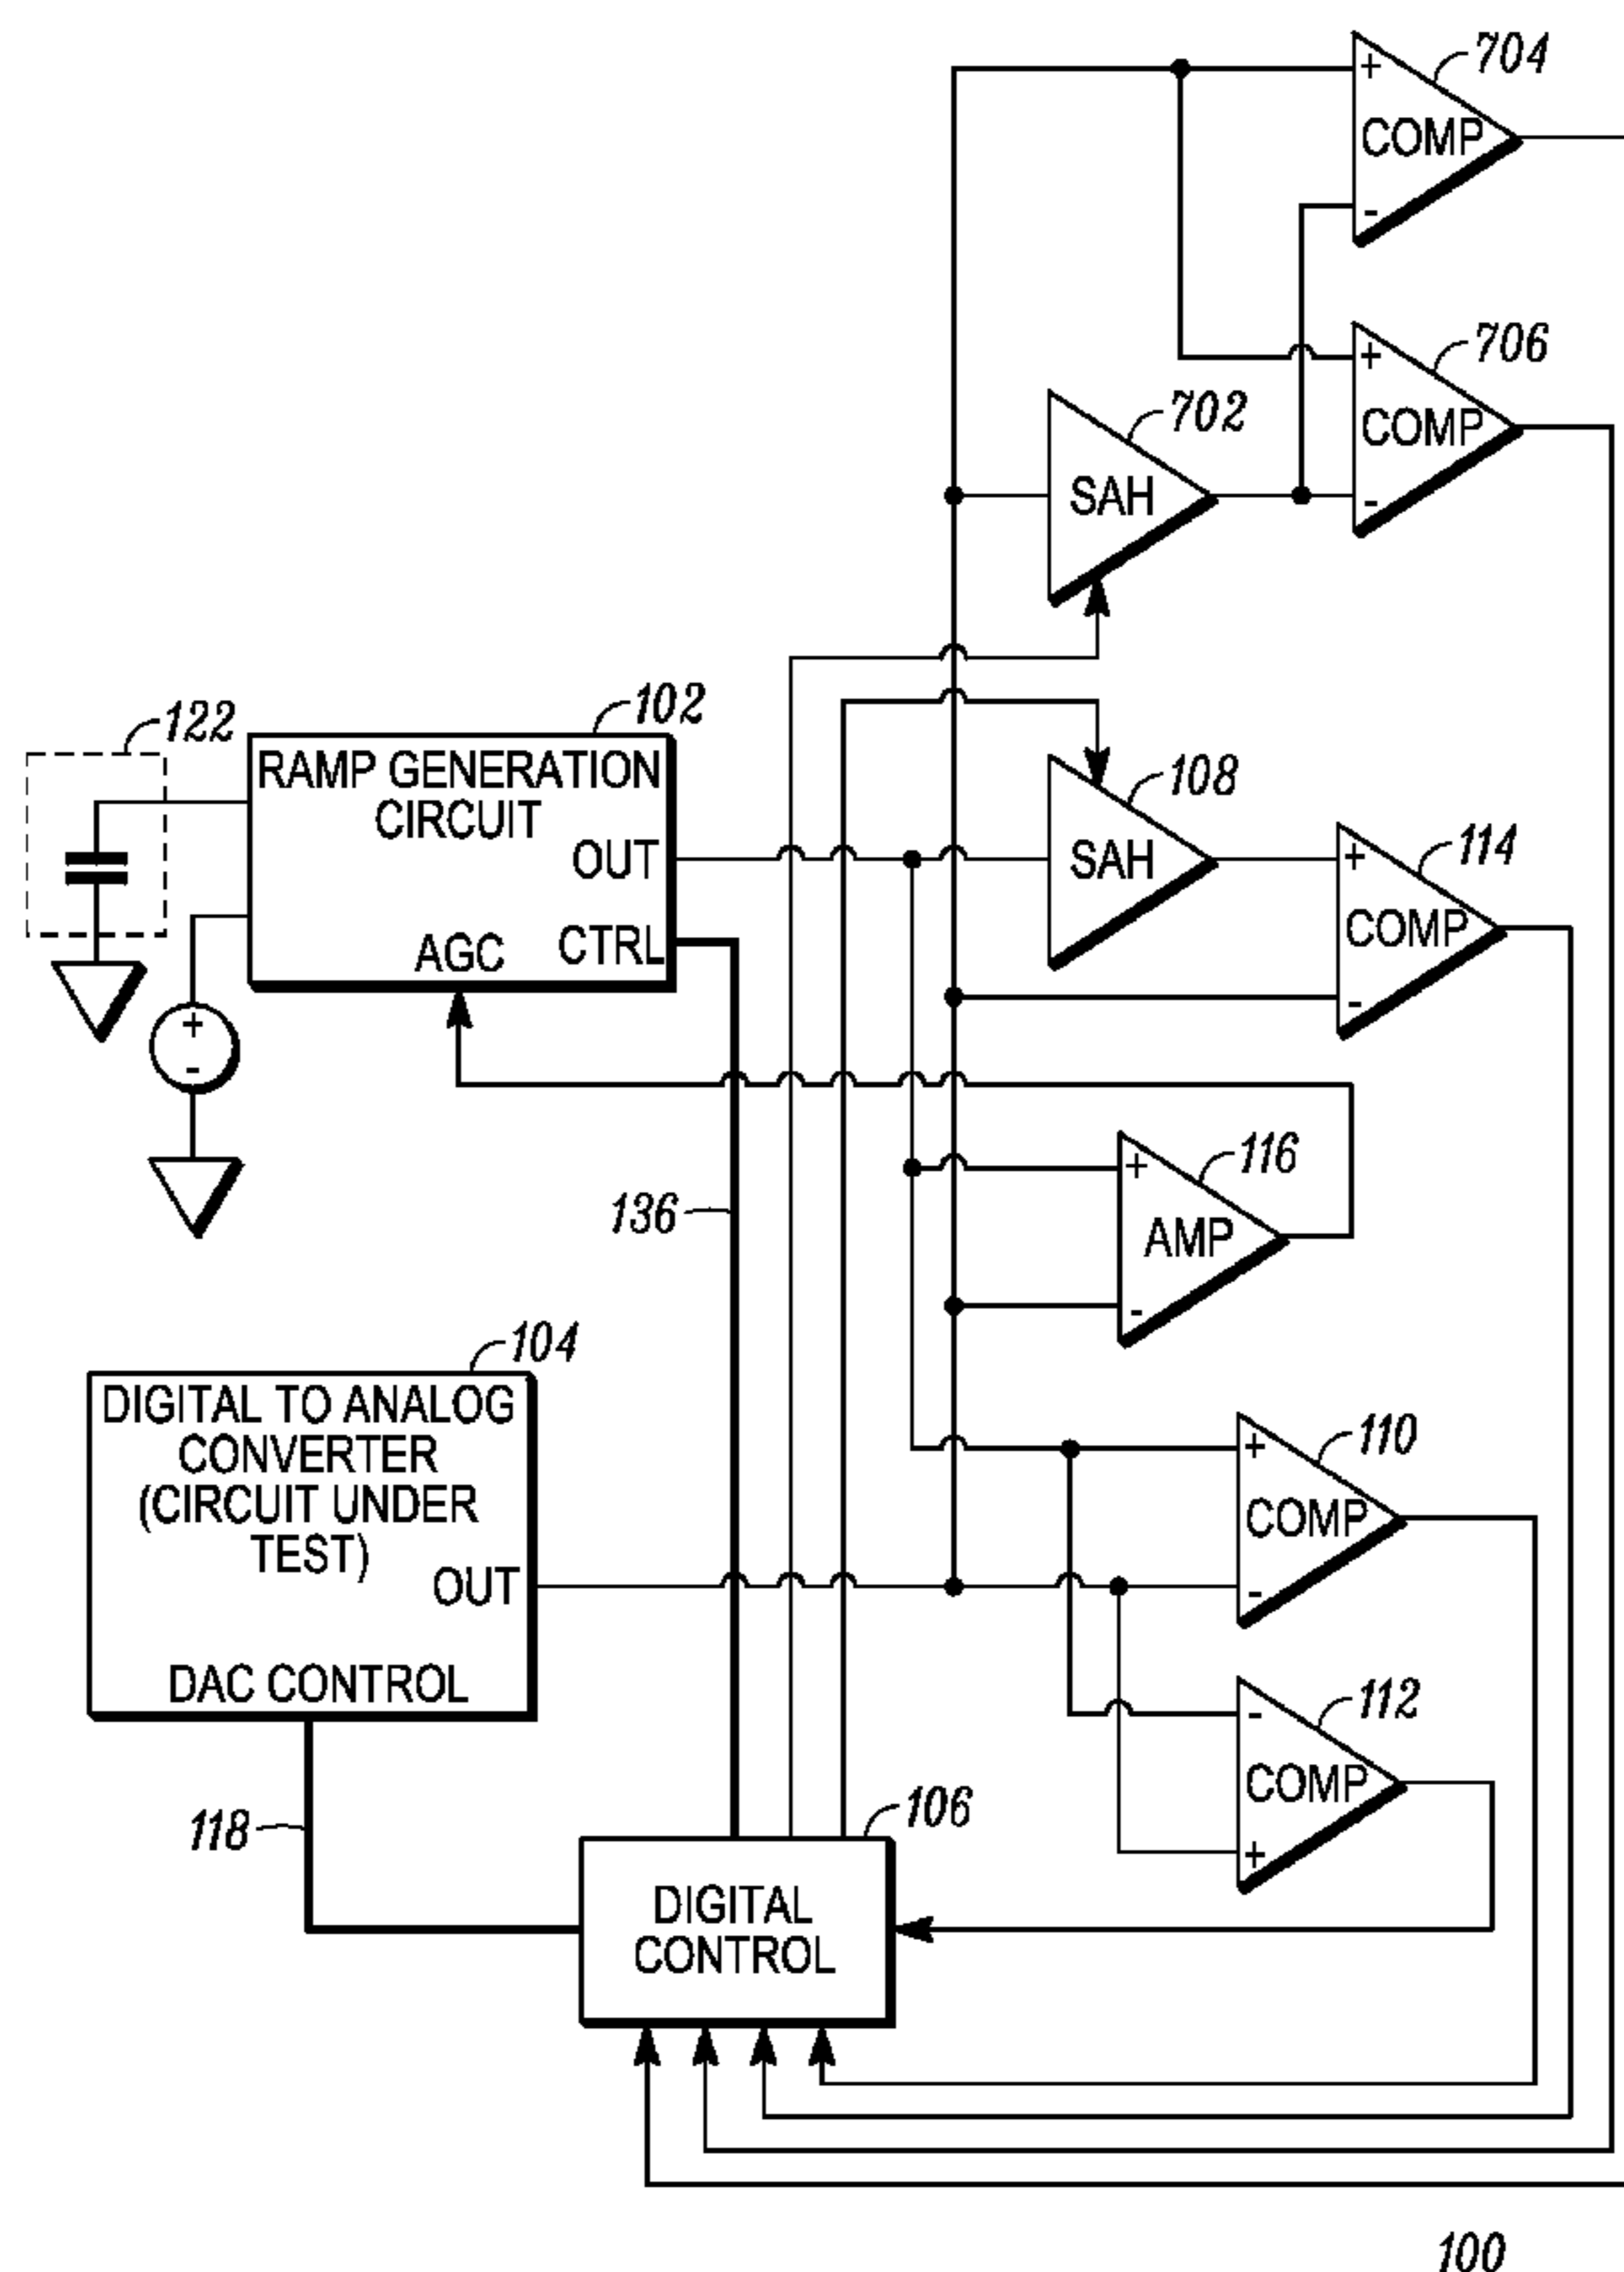 704
+
COMP
-
706
+
COMP
-
702
SAH
122
102
RAMP GENERATION
CIRCUIT
OUT
AGC
CTRL
+
-
108
SAH
114
+
COMP
-
116
+
AMP
-
136
104
DIGITAL TO ANALOG
CONVERTER
(CIRCUIT UNDER
TEST)
OUT
DAC CONTROL
110
+
COMP
-
112
-
COMP
+
118
106
DIGITAL
CONTROL
100